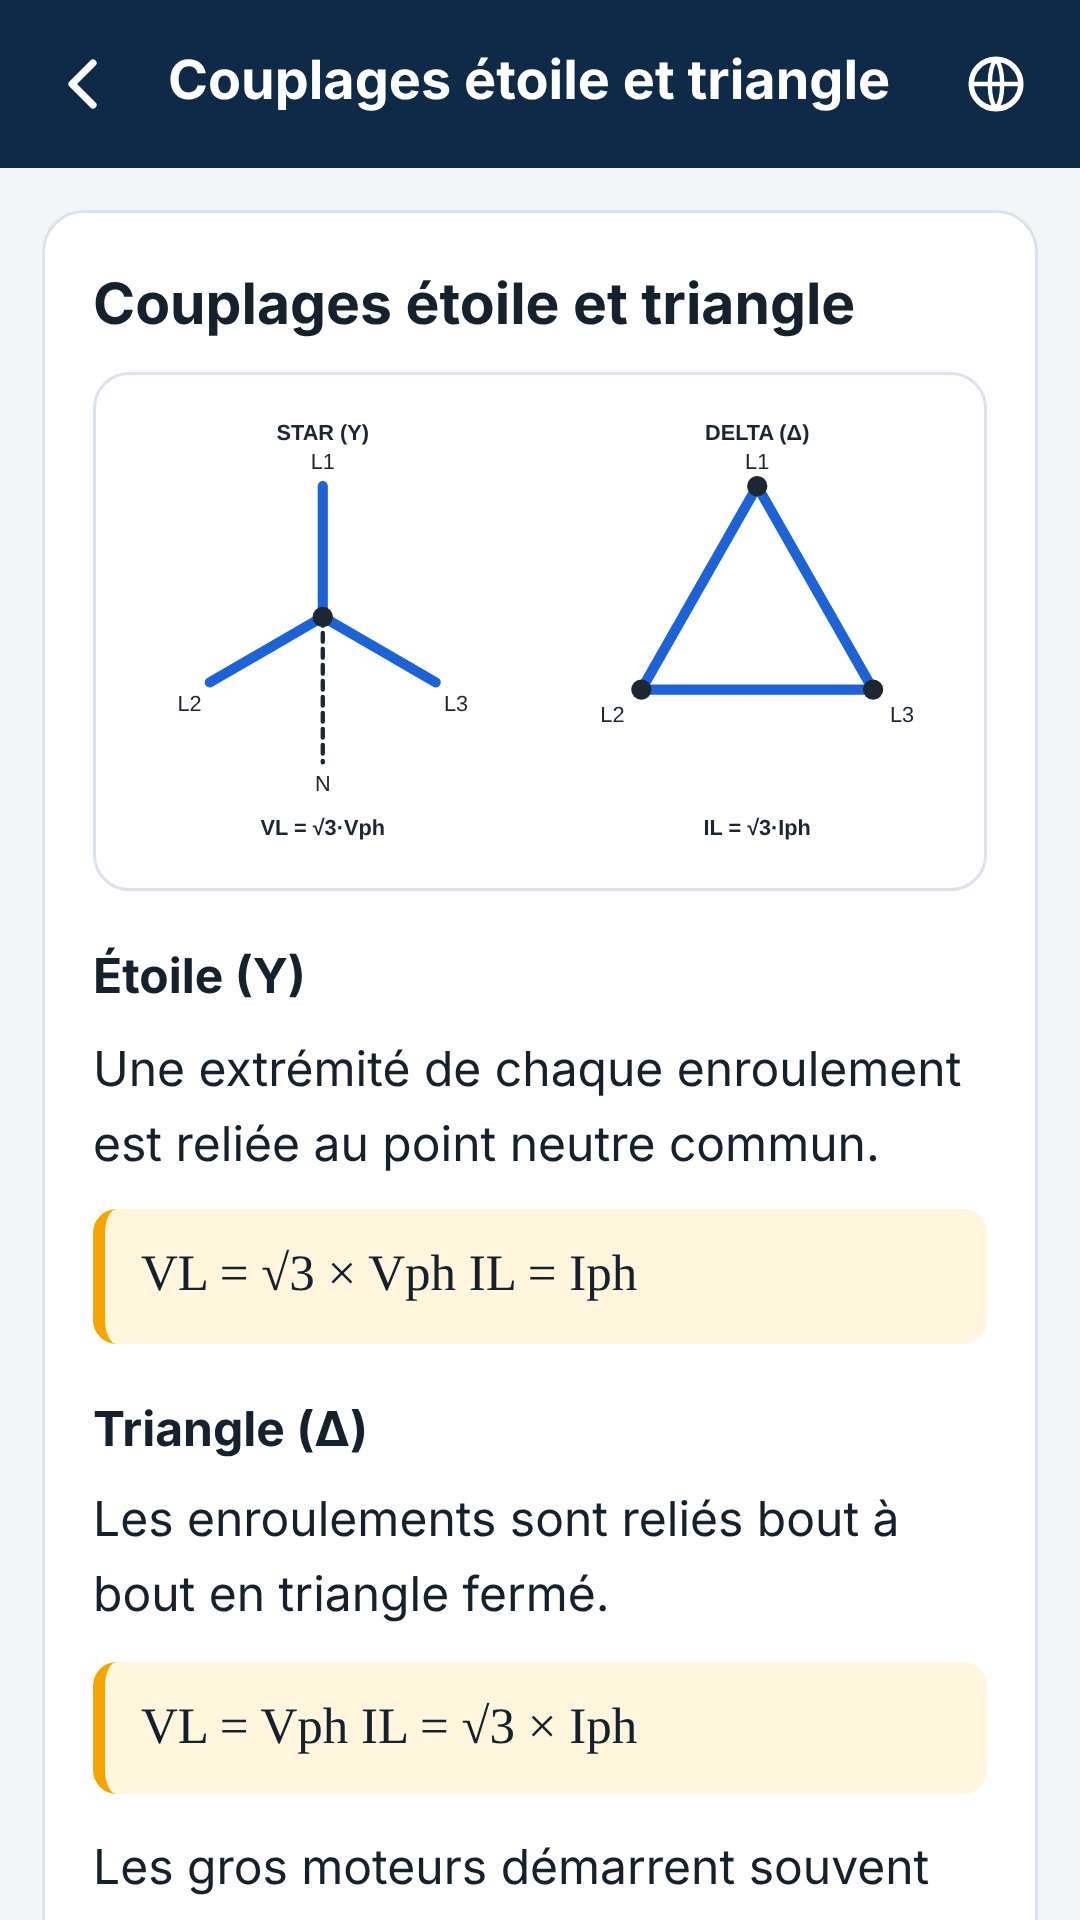 Couplages étoile et triangle
Couplages étoile et triangle
STAR (Y)
L1
L2
L3
N
VL = √3·Vph
DELTA (Δ)
L1
L2
L3
IL = √3·Iph
Étoile (Y)
Une extrémité de chaque enroulement
est reliée au point neutre commun.
VL = √3 × Vph IL = Iph
Triangle (Δ)
Les enroulements sont reliés bout à
bout en triangle fermé.
VL = Vph IL = √3 × Iph
Les gros moteurs démarrent souvent